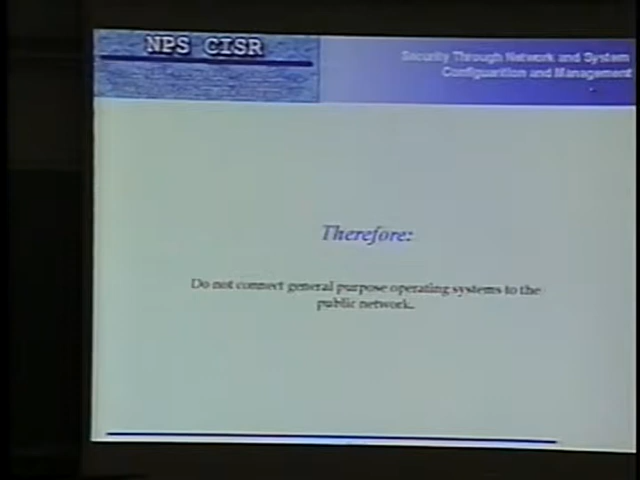 NPS CISR
Security Through Network and System
Configuartion and Management
Therefore:
Do not connect general purpose operating systems to the
public network.